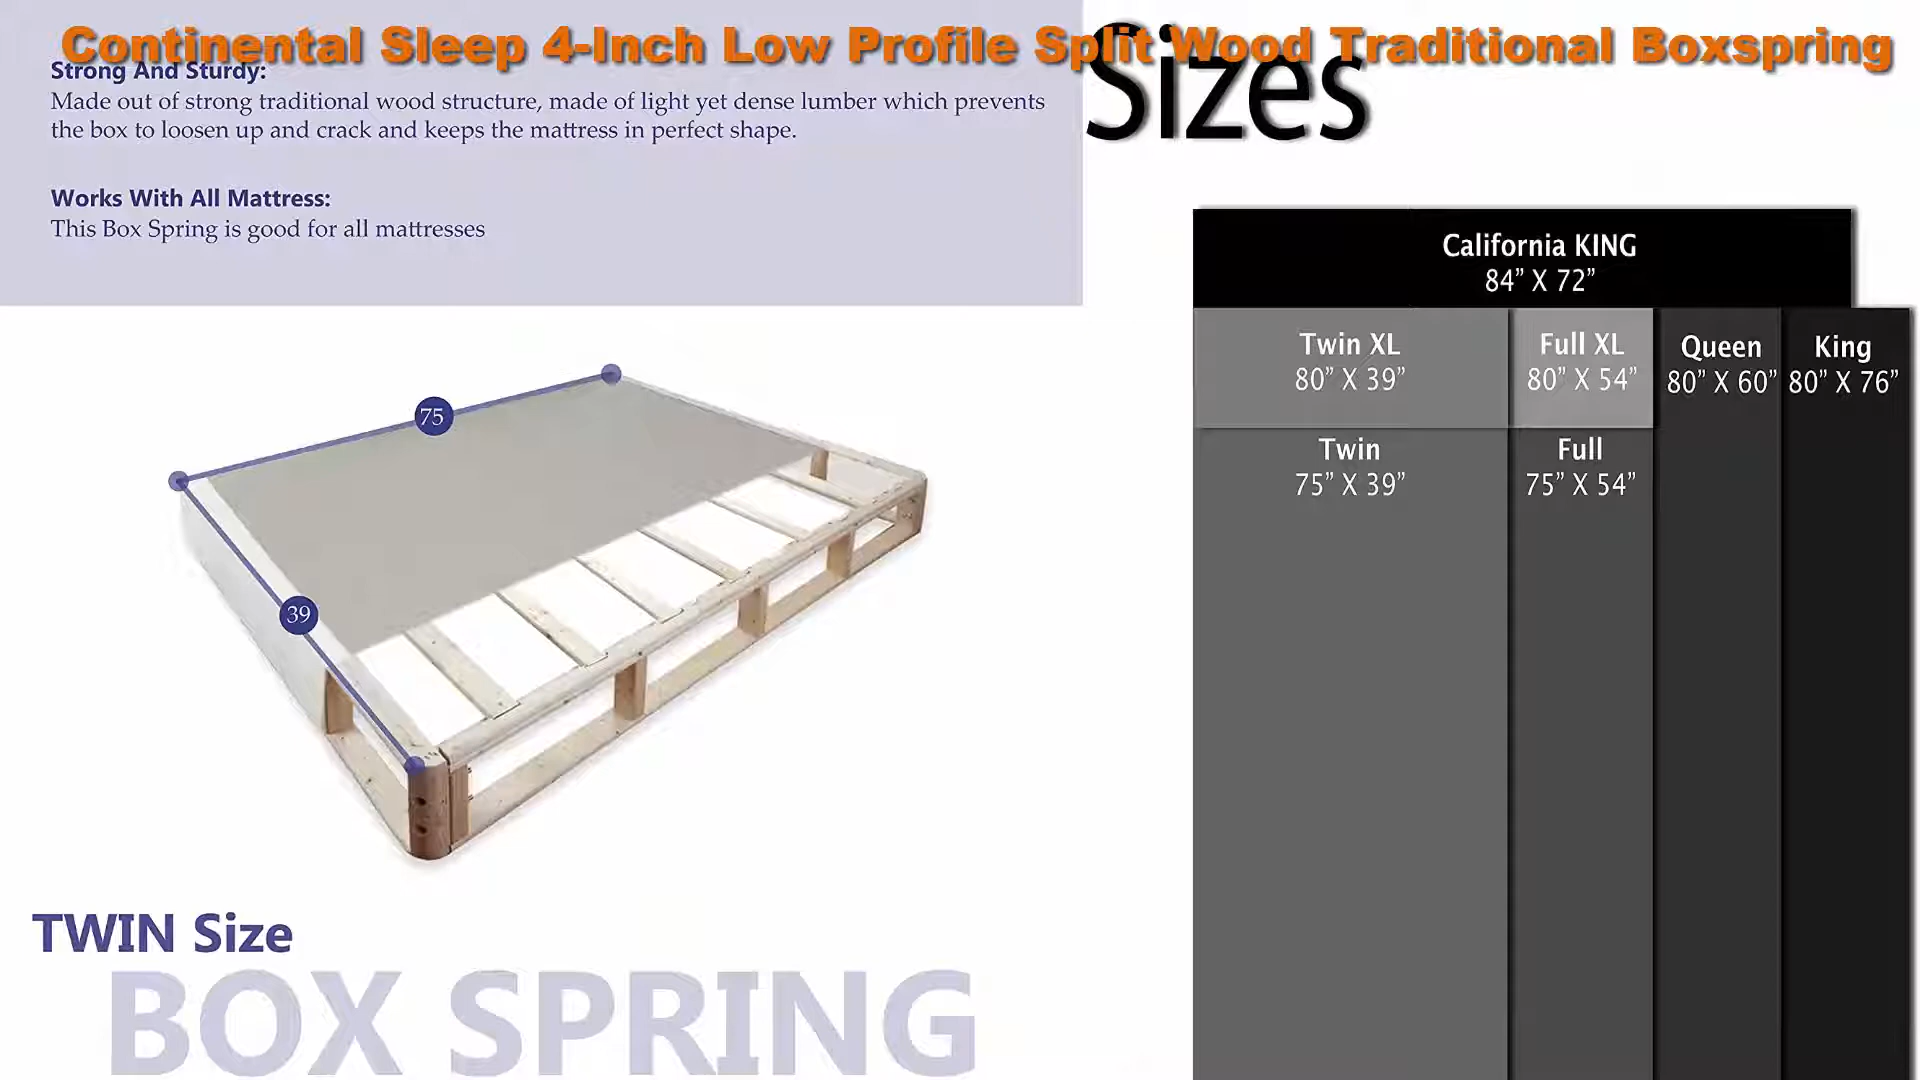 Continental Sleep 4-Inch Low Profile Split Wood Traditional Boxspring
Strong And Sturdy:
Made out of strong traditional wood structure, made of light yet dense lumber which prevents
the box to loosen up and crack and keeps the mattress in perfect shape.
Works With All Mattress:
This Box Spring is good for all mattresses
75
39
TWIN Size
BOX SPRING
Sizes
California KING
84” X 72”
Twin XL
80” X 39”
Full XL
80” X 54”
Queen
80” X 60”
King
80” X 76”
Twin
75” X 39”
Full
75” X 54”